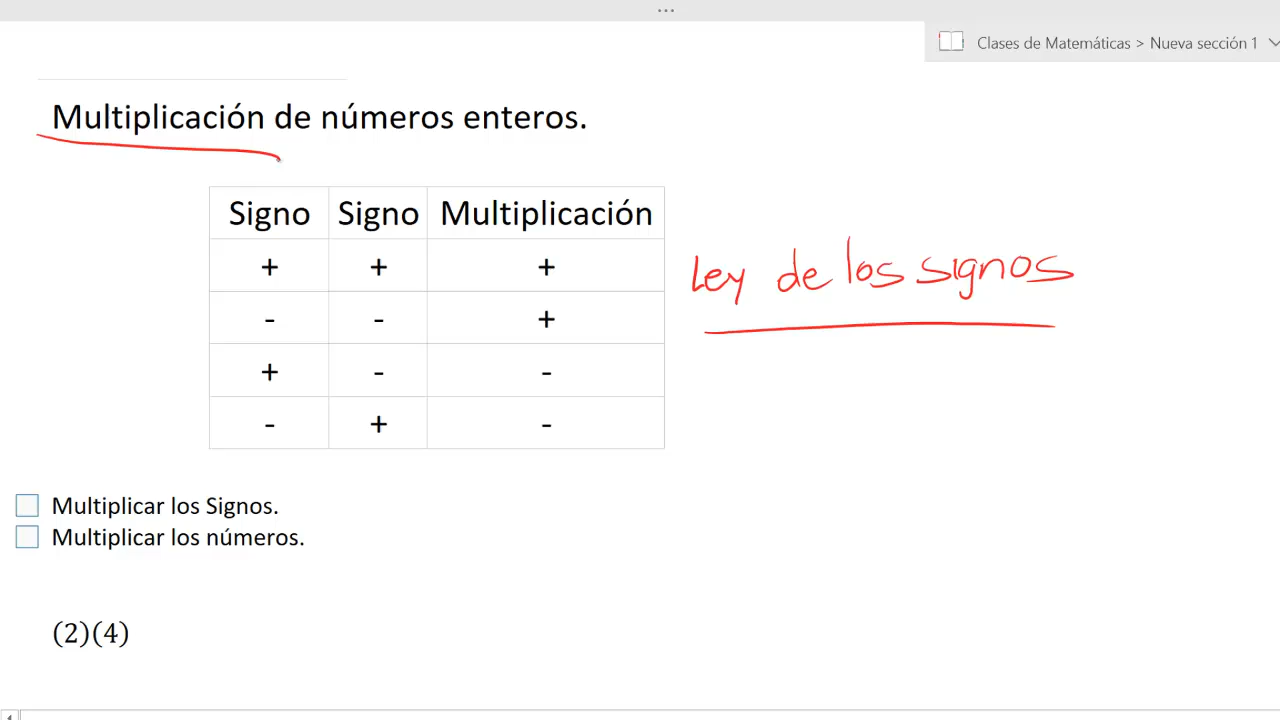 ...
Clases de Matemáticas > Nueva sección 1
Multiplicación de números enteros.
Signo Signo Multiplicación
+ + +
- - +
+ - -
- + -
Ley de los signos
Multiplicar los Signos.
Multiplicar los números.
(2)(4)